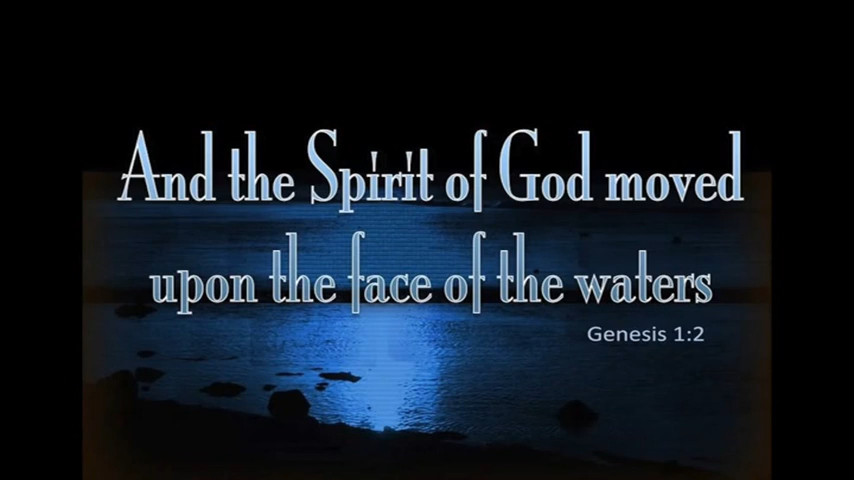 And the Spirit of God moved
upon the face of the waters
Genesis 1:2